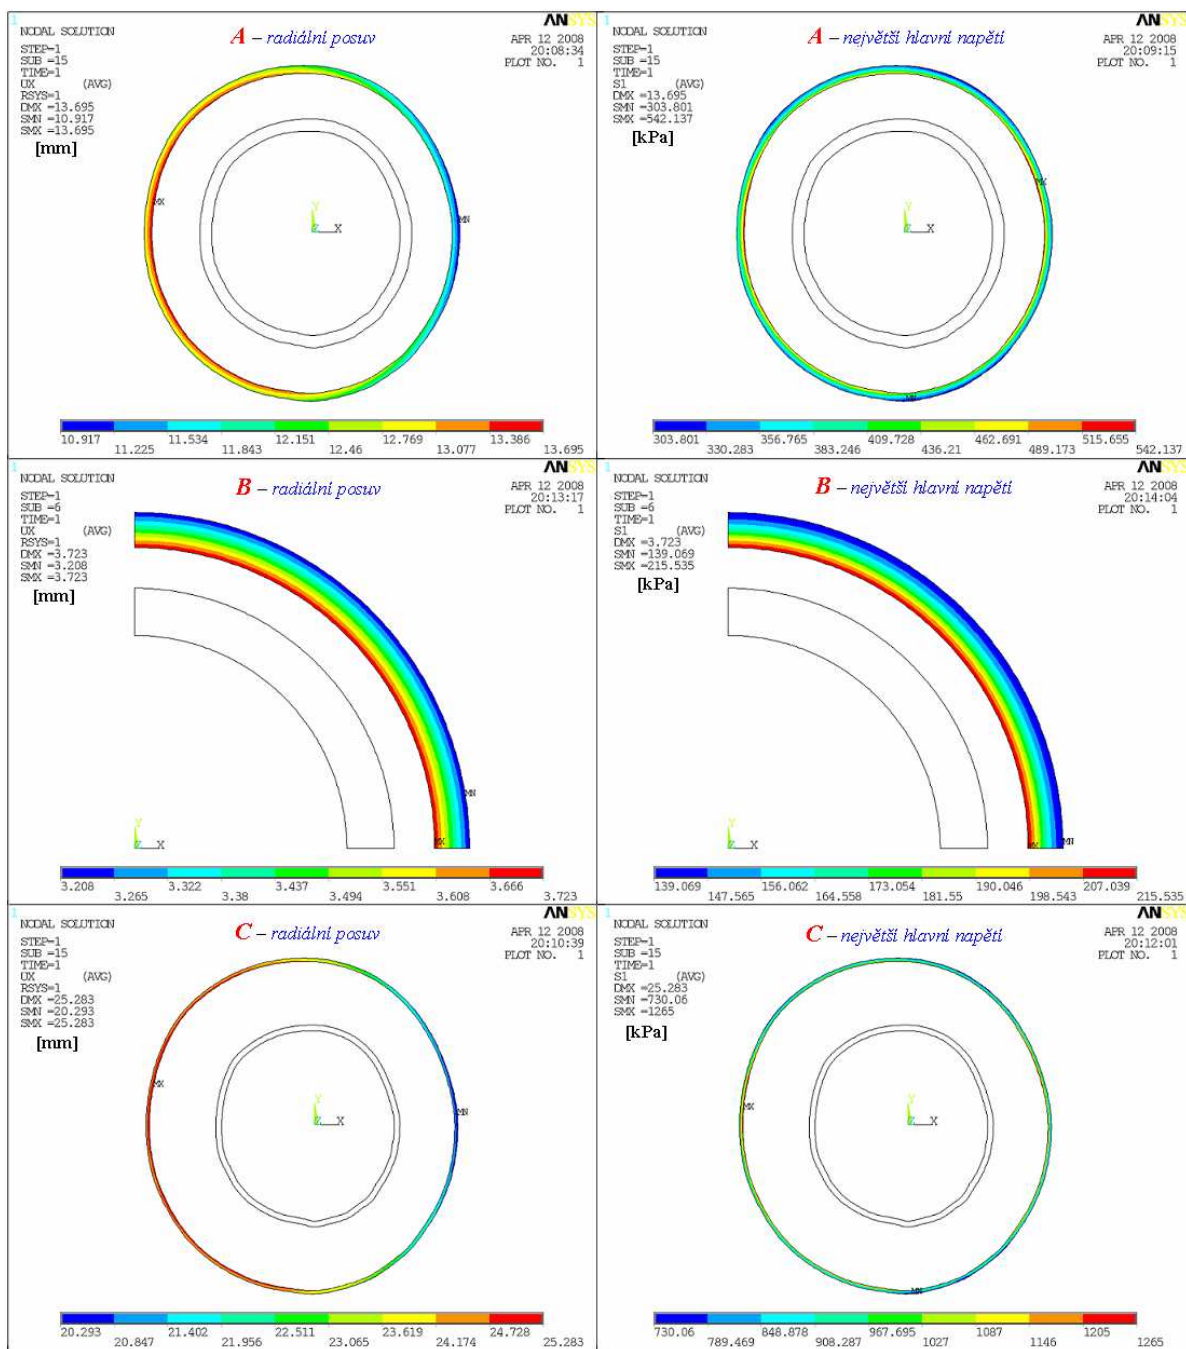 1
ANSYS
NODAL SOLUTION
A – radiální posuv
APR 12 2008
20:08:34
PLOT NO. 1
STEP=1
SUB =15
TIME=1
UX (AVG)
RSYS=1
DMX =13.695
SMN =10.917
SMX =13.695
[mm]
MX
MN
Y
Z X
10.917 11.534 12.151 12.769 13.386
11.225 11.843 12.46 13.077 13.695
1
ANSYS
NODAL SOLUTION
A – největší hlavní napětí
APR 12 2008
20:09:15
PLOT NO. 1
STEP=1
SUB =15
TIME=1
S1 (AVG)
DMX =13.695
SMN =303.801
SMX =542.137
[kPa]
MX
Y
Z X
MN
303.801 356.765 409.728 462.691 515.655
330.283 383.246 436.21 489.173 542.137
1
ANSYS
NODAL SOLUTION
B – radiální posuv
APR 12 2008
20:13:17
PLOT NO. 1
STEP=1
SUB =6
TIME=1
UX (AVG)
RSYS=1
DMX =3.723
SMN =3.208
SMX =3.723
[mm]
MN
Y
Z X
MX
3.208 3.322 3.437 3.551 3.666
3.265 3.38 3.494 3.608 3.723
1
ANSYS
NODAL SOLUTION
B – největší hlavní napětí
APR 12 2008
20:14:04
PLOT NO. 1
STEP=1
SUB =6
TIME=1
S1 (AVG)
DMX =3.723
SMN =139.069
SMX =215.535
[kPa]
Y
Z X
MX MN
139.069 156.062 173.054 190.046 207.039
147.565 164.558 181.55 198.543 215.535
1
ANSYS
NODAL SOLUTION
C – radiální posuv
APR 12 2008
20:10:39
PLOT NO. 1
STEP=1
SUB =15
TIME=1
UX (AVG)
RSYS=1
DMX =25.283
SMN =20.293
SMX =25.283
[mm]
MX
MN
Y
Z X
20.293 21.402 22.511 23.619 24.728
20.847 21.956 23.065 24.174 25.283
1
ANSYS
NODAL SOLUTION
C – největší hlavní napětí
APR 12 2008
20:12:01
PLOT NO. 1
STEP=1
SUB =15
TIME=1
S1 (AVG)
DMX =25.283
SMN =730.06
SMX =1265
[kPa]
MX
Y
Z X
MN
730.06 848.878 967.695 1087 1205
789.469 908.287 1027 1146 1265